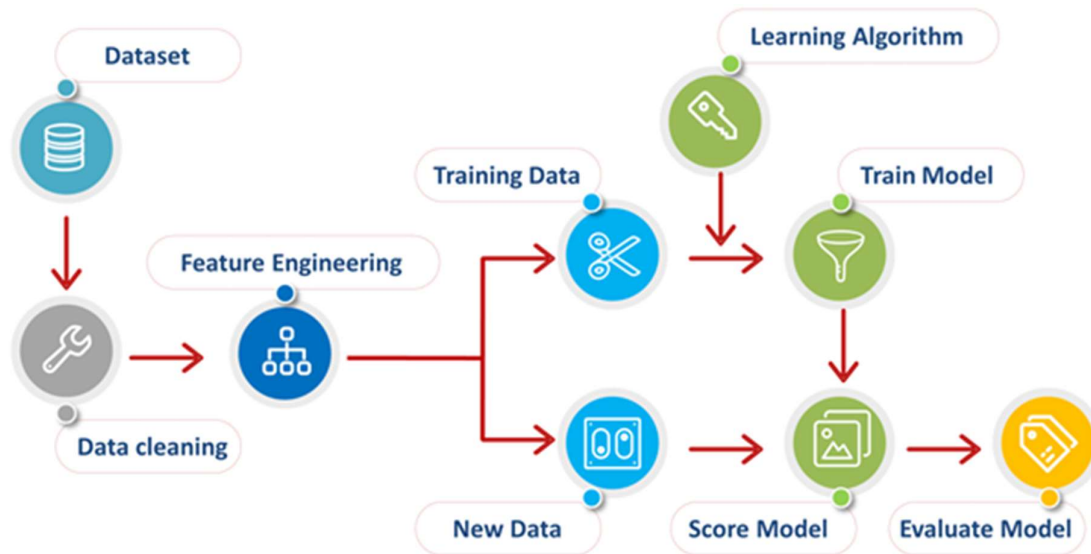 Learning Algorithm
Dataset
Training Data
Train Model
Feature Engineering
Data cleaning
New Data
Score Model
Evaluate Model